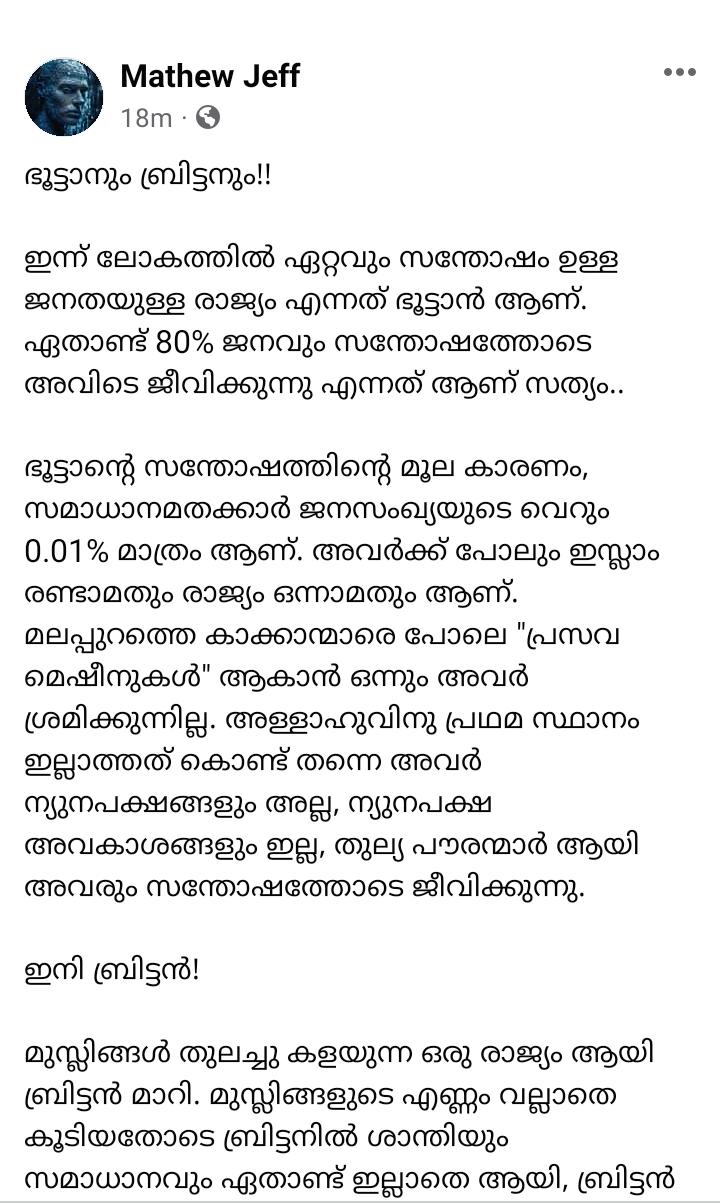 Mathew Jeff
18m ·
ഭൂട്ടാനും ബ്രിട്ടനും!!
ഇന്ന് ലോകത്തിൽ ഏറ്റവും സന്തോഷം ഉള്ള
ജനതയുള്ള രാജ്യം എന്നത് ഭൂട്ടാൻ ആണ്.
ഏതാണ്ട് 80% ജനവും സന്തോഷത്തോടെ
അവിടെ ജീവിക്കുന്നു എന്നത് ആണ് സത്യം..
ഭൂട്ടാന്റെ സന്തോഷത്തിന്റെ മൂല കാരണം,
സമാധാനമതക്കാർ ജനസംഖ്യയുടെ വെറും
0.01% മാത്രം ആണ്. അവർക്ക് പോലും ഇസ്ലാം
രണ്ടാമതും രാജ്യം ഒന്നാമതും ആണ്.
മലപ്പുറത്തെ കാക്കാന്മാരെ പോലെ "പ്രസവ
മെഷീനുകൾ" ആകാൻ ഒന്നും അവർ
ശ്രമിക്കുന്നില്ല. അള്ളാഹുവിനു പ്രഥമ സ്ഥാനം
ഇല്ലാത്തത് കൊണ്ട് തന്നെ അവർ
ന്യുനപക്ഷങ്ങളും അല്ല, ന്യുനപക്ഷ
അവകാശങ്ങളും ഇല്ല, തുല്യ പൗരന്മാർ ആയി
അവരും സന്തോഷത്തോടെ ജീവിക്കുന്നു.
ഇനി ബ്രിട്ടൻ!
മുസ്ലിങ്ങൾ തുലച്ചു കളയുന്ന ഒരു രാജ്യം ആയി
ബ്രിട്ടൻ മാറി. മുസ്ലിങ്ങളുടെ എണ്ണം വല്ലാതെ
കൂടിയതോടെ ബ്രിട്ടനിൽ ശാന്തിയും
സമാധാനവും ഏതാണ്ട് ഇല്ലാതെ ആയി, ബ്രിട്ടൻ